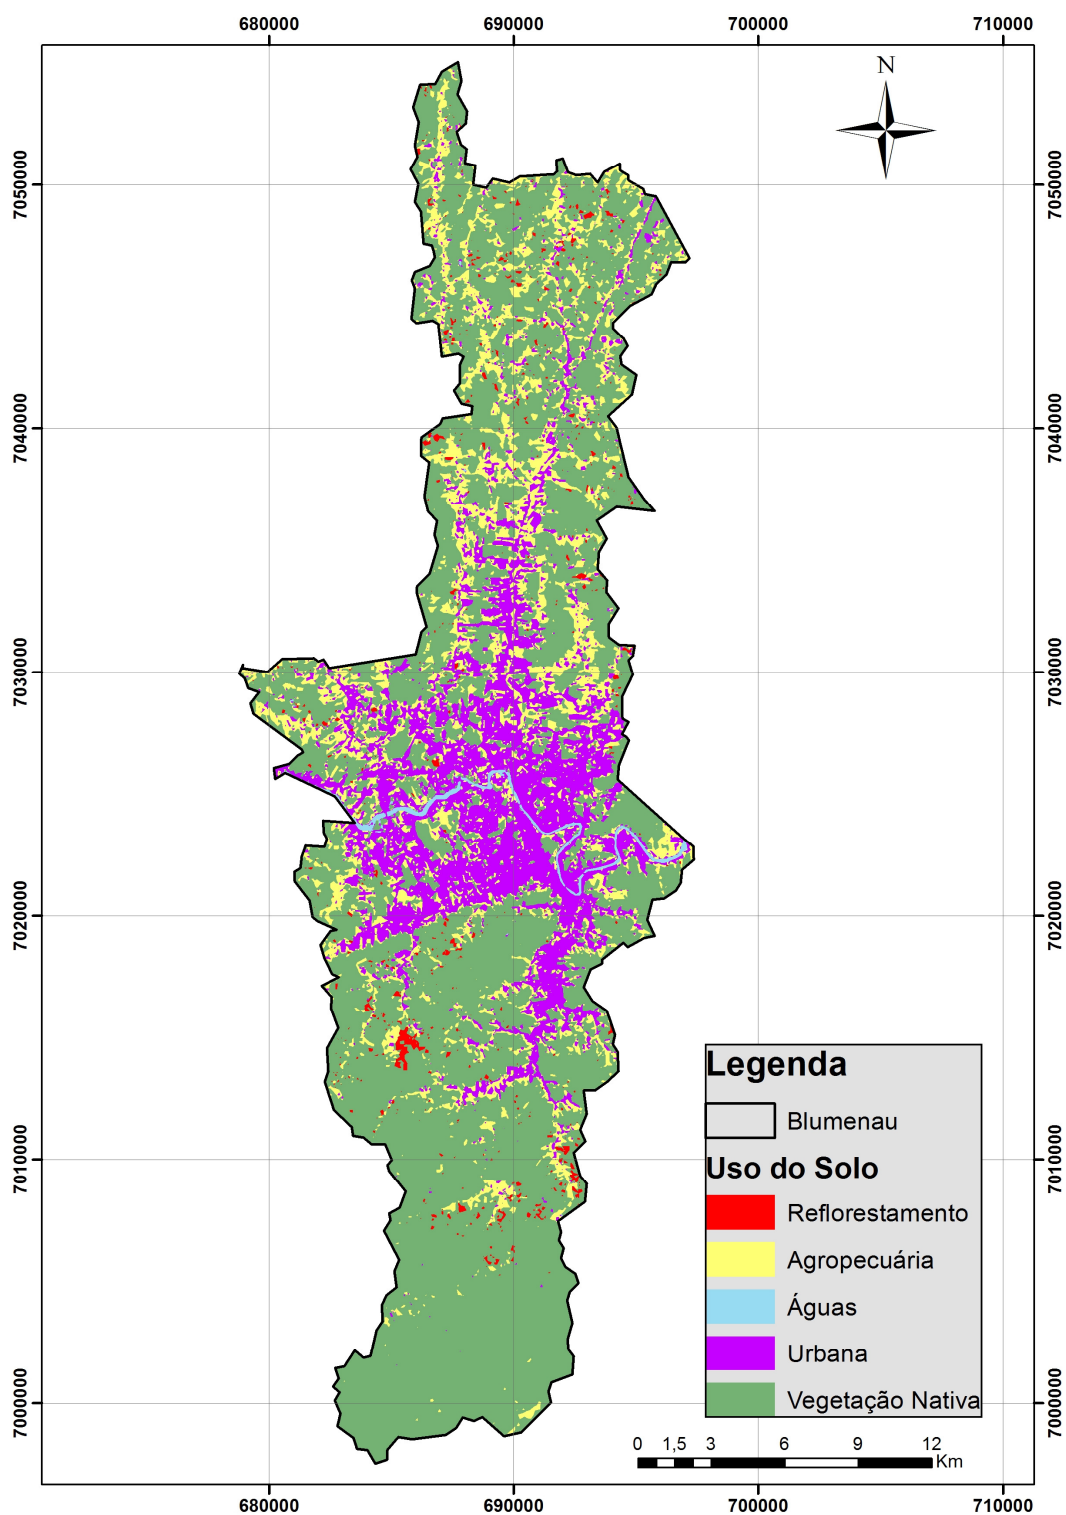 680000 690000 700000 710000
N
7050000 7050000
7040000 7040000
7030000 7030000
7020000 7020000
Legenda
Blumenau
Uso do Solo
7010000 7010000
Reflorestamento
Agropecuária
Águas
Urbana
Vegetação Nativa
7000000 7000000
0 1,5 3 6 9 12
Km
680000 690000 700000 710000